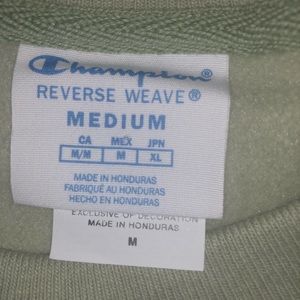 Champion®
REVERSE WEAVE®
MEDIUM
CA MEX JPN
M/M M XL
MADE IN HONDURAS
FABRIQUÉ AU HONDURAS
HECHO EN HONDURAS
EXCLUSIVE OF DECORATION
MADE IN HONDURAS
M